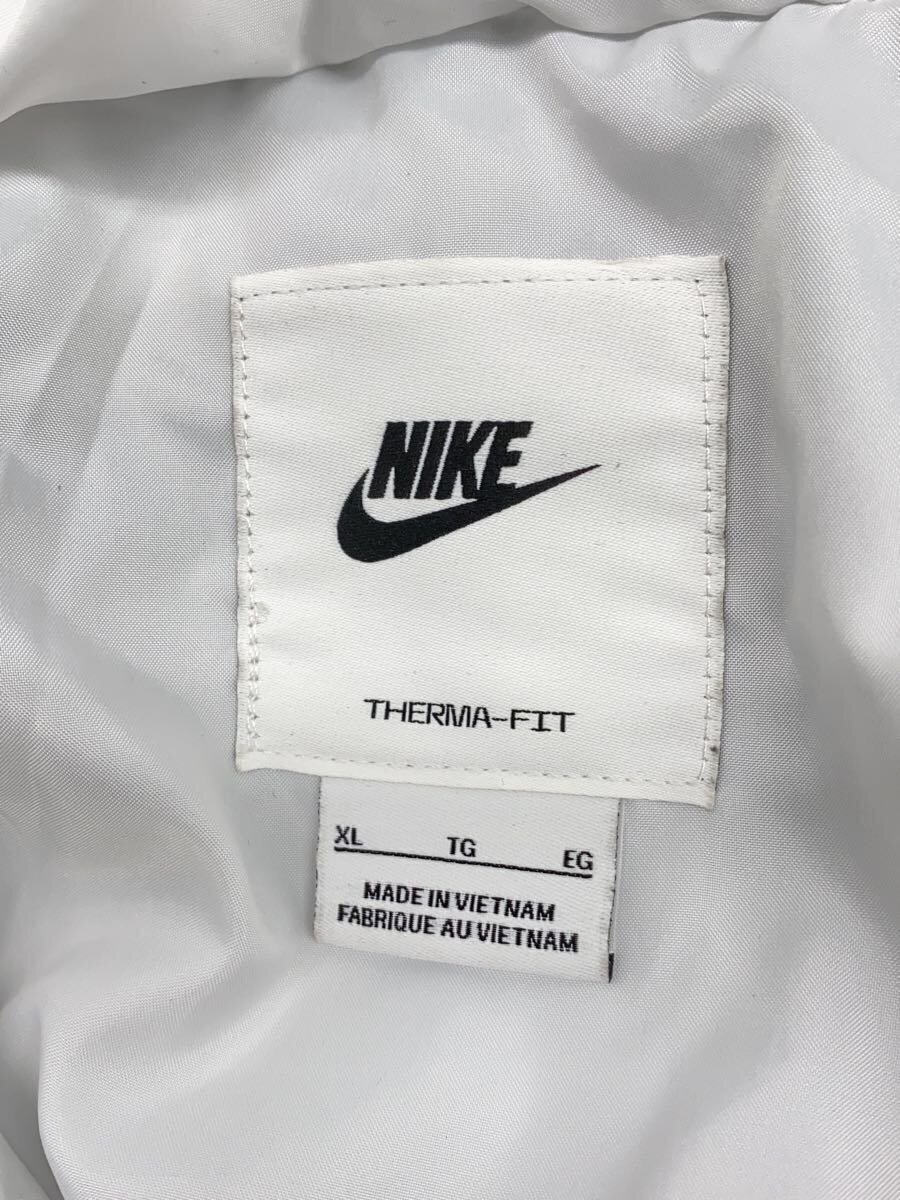 NIKE
THERMA-FIT
XL TG EG
MADE IN VIETNAM
FABRIQUE AU VIETNAM